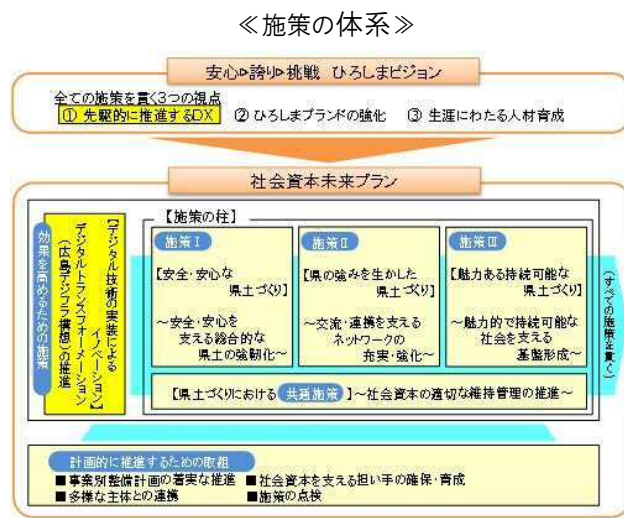 ≪施策の体系≫
安心▷誇り▷挑戦 ひろしまビジョン
全ての施策を貫く3つの視点
① 先駆的に推進するDX ② ひろしまブランドの強化 ③ 生涯にわたる人材育成
社会資本未来プラン
効果を高めるための施策
【デジタル技術の実装による
イノベーション】
デジタルトランスフォーメーション
(広島デジフラ構想)の推進
【施策の柱】
施策Ⅰ
【安全・安心な
県土づくり】
~安全・安心を
支える総合的な
県土の強靭化~
施策Ⅱ
【県の強みを生かした
県土づくり】
~交流・連携を支える
ネットワークの
充実・強化~
施策Ⅲ
【魅力ある持続可能な
県土づくり】
~魅力的で持続可能な
社会を支える
基盤形成~
(すべての施策を貫く)
【県土づくりにおける 共通施策 】~社会資本の適切な維持管理の推進~
計画的に推進するための取組
■事業別整備計画の着実な推進 ■社会資本を支える担い手の確保・育成
■多様な主体との連携 ■施策の点検